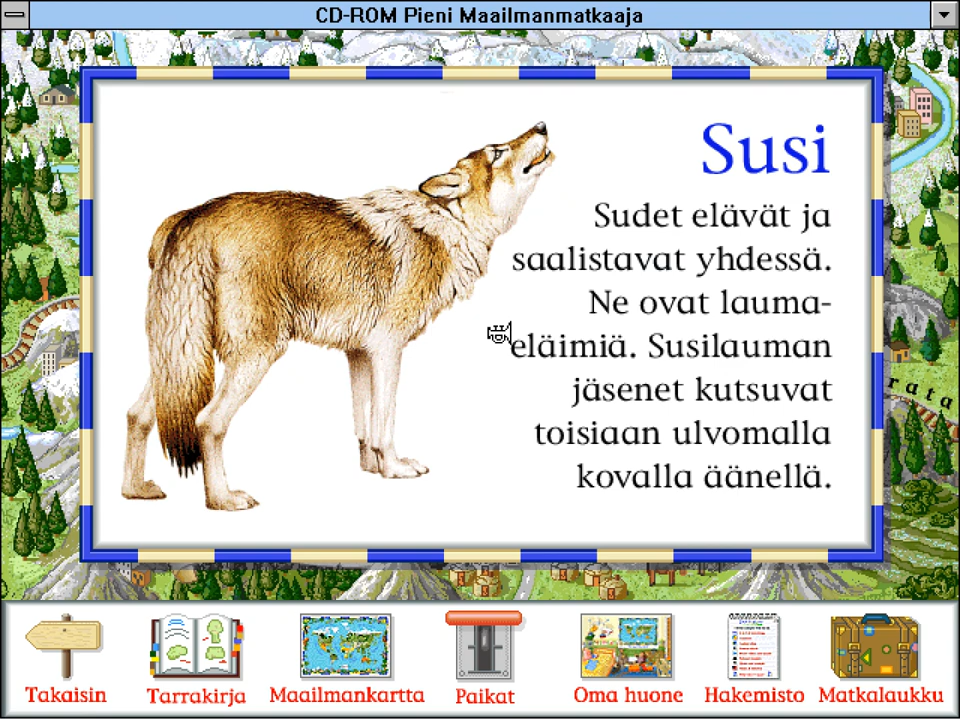 CD-ROM Pieni Maailmanmatkaaja
Susi
Sudet elävät ja
saalistavat yhdessä.
Ne ovat lauma-
eläimiä. Susilauman
jäsenet kutsuvat
toisiaan ulvomalla
kovalla äänellä.
rata
Takaisin
Tarrakirja
Maailmankartta
Paikat
Oma huone
Hakemisto
Matkalaukku